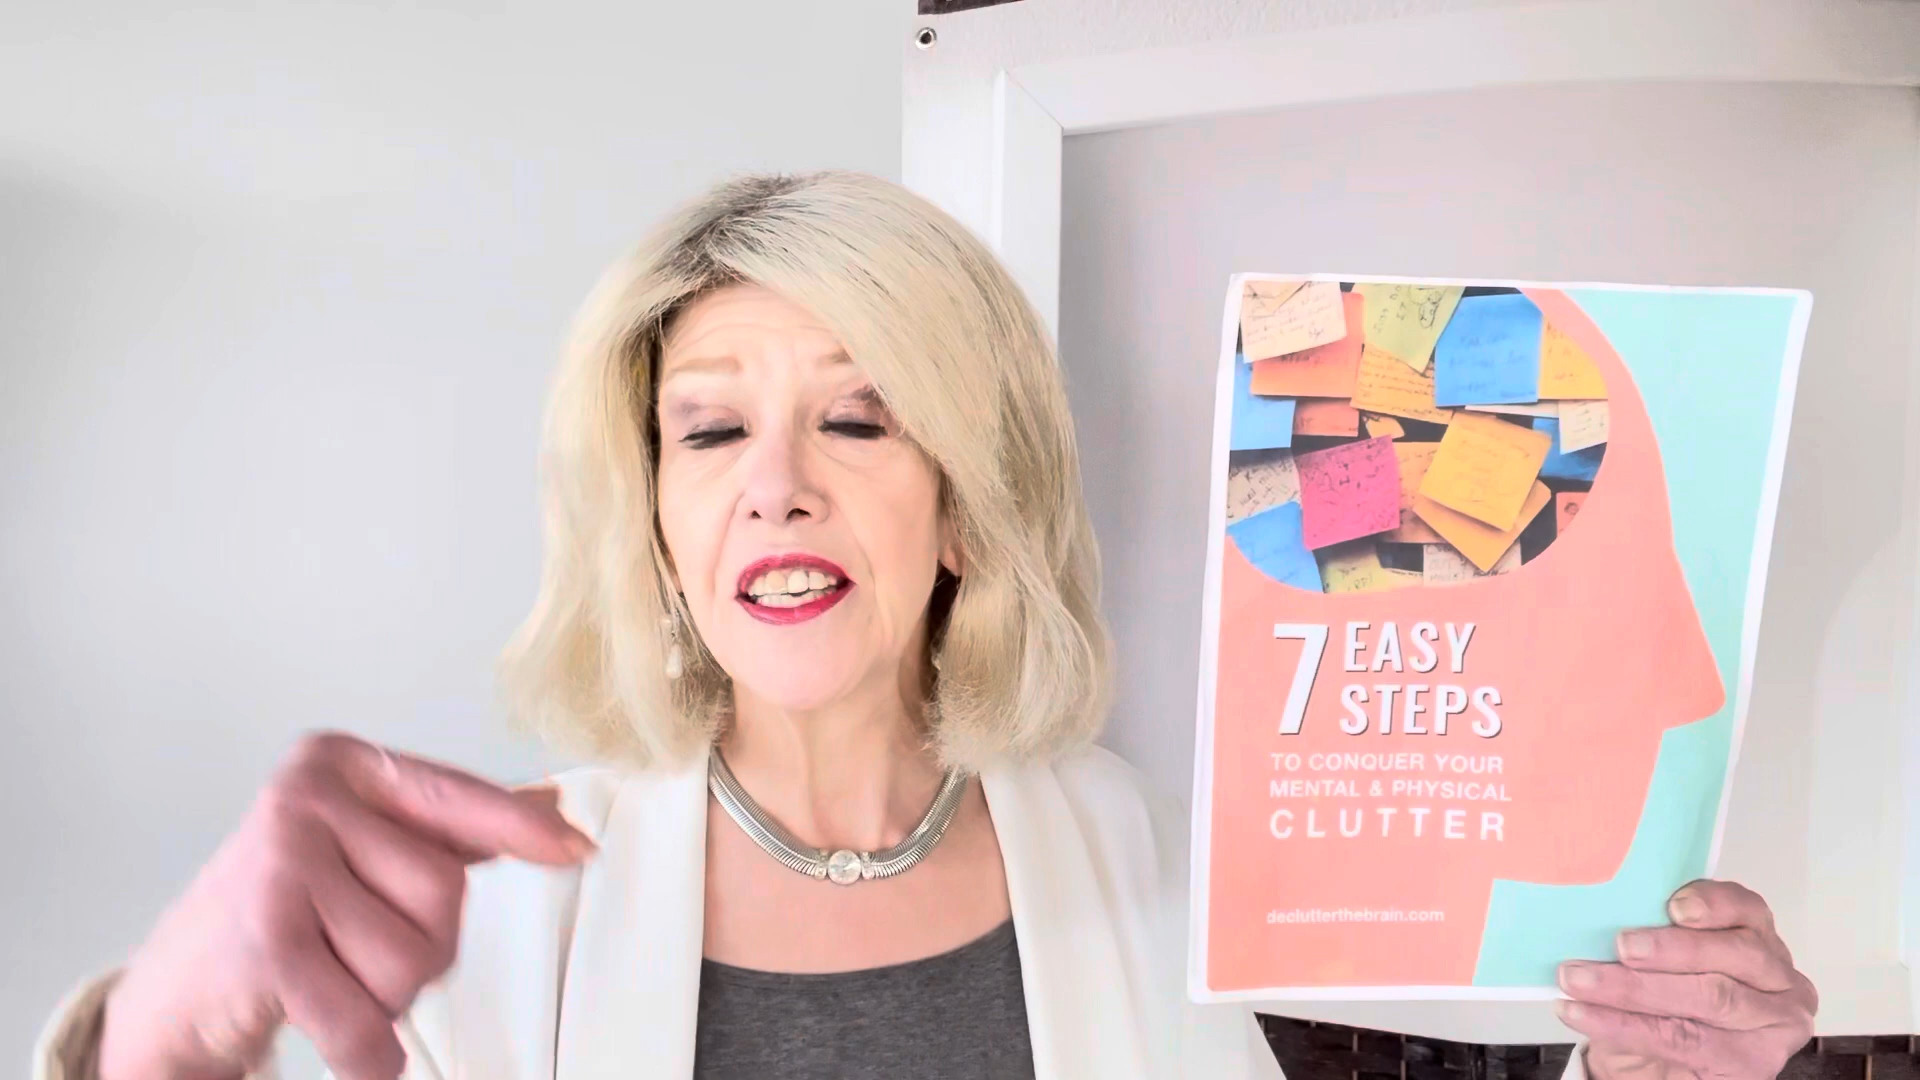 7 EASY
STEPS
TO CONQUER YOUR
MENTAL & PHYSICAL
CLUTTER
declutterthebrain.com